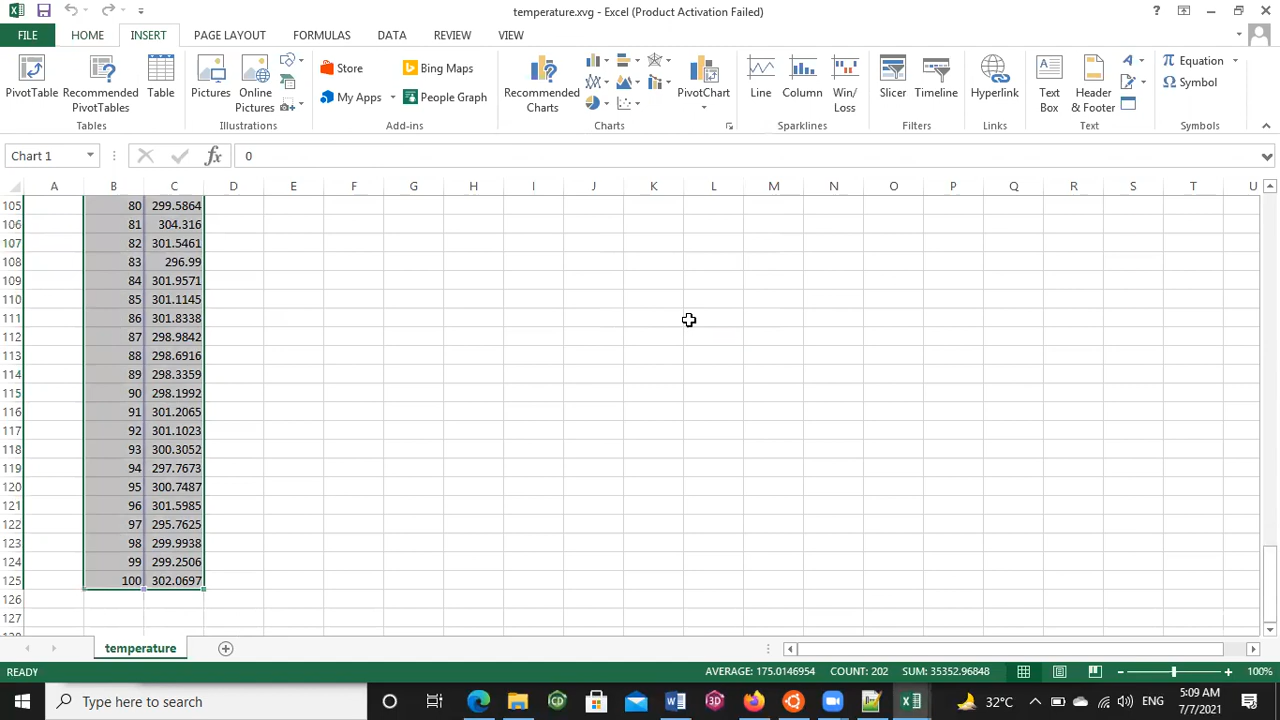 temperature.xvg - Excel (Product Activation Failed)
FILE HOME INSERT PAGE LAYOUT FORMULAS DATA REVIEW VIEW
PivotTable
Recommended PivotTables
Table
Tables
Pictures
Online Pictures
Illustrations
Store
My Apps
Bing Maps
People Graph
Add-ins
Recommended Charts
PivotChart
Charts
Line
Column
Win/Loss
Sparklines
Slicer
Timeline
Filters
Hyperlink
Links
Text Box
Header & Footer
Text
Equation
Symbol
Symbols
Chart 1 fx 0
A B C D E F G H I J K L M N O P Q R S T U
105 80 299.5864
106 81 304.316
107 82 301.5461
108 83 296.99
109 84 301.9571
110 85 301.1145
111 86 301.8338
112 87 298.9842
113 88 298.6916
114 89 298.3359
115 90 298.1992
116 91 301.2065
117 92 301.1023
118 93 300.3052
119 94 297.7673
120 95 300.7487
121 96 301.5985
122 97 295.7625
123 98 299.9938
124 99 299.2506
125 100 302.0697
126
127
temperature
READY AVERAGE: 175.0146954 COUNT: 202 SUM: 35352.96848 100%
Type here to search 32°C ENG 5:09 AM
7/7/2021